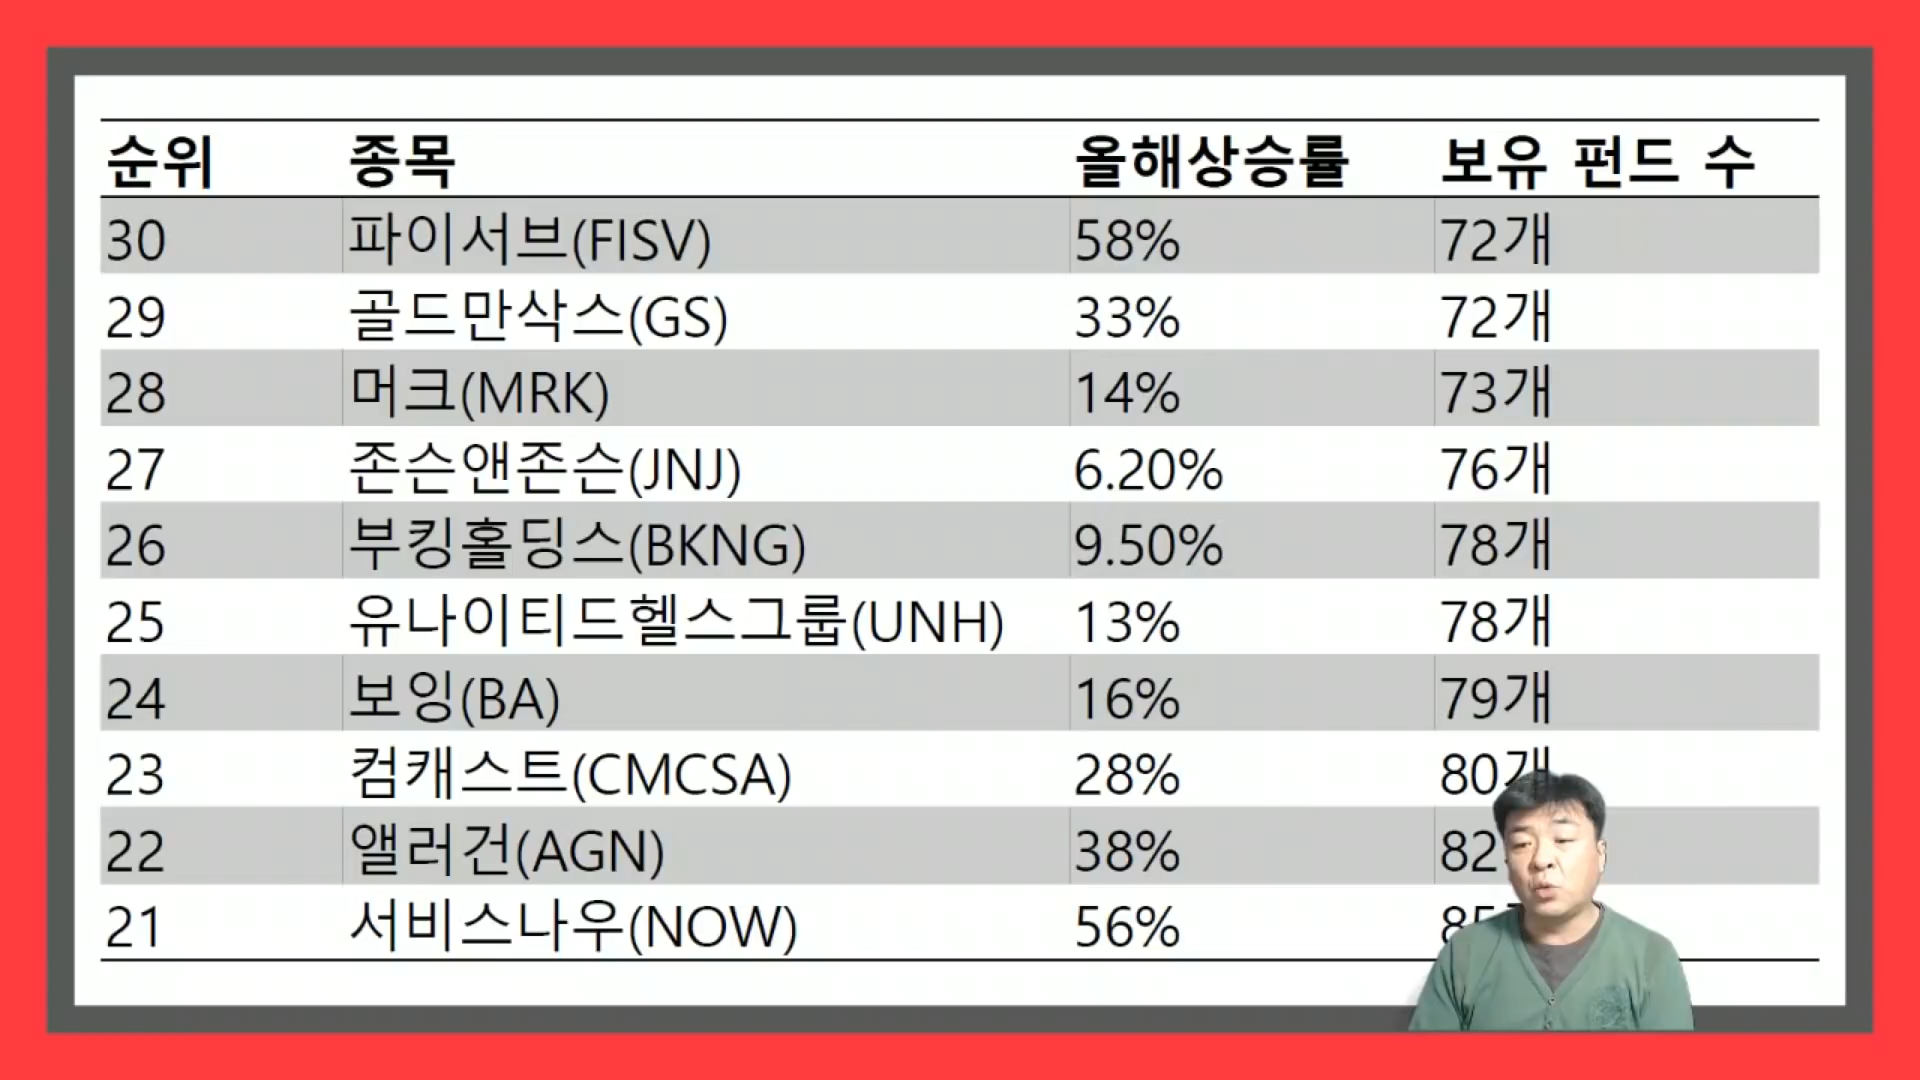 순위 종목 올해상승률 보유 펀드 수
30 파이서브(FISV) 58% 72개
29 골드만삭스(GS) 33% 72개
28 머크(MRK) 14% 73개
27 존슨앤존슨(JNJ) 6.20% 76개
26 부킹홀딩스(BKNG) 9.50% 78개
25 유나이티드헬스그룹(UNH) 13% 78개
24 보잉(BA) 16% 79개
23 컴캐스트(CMCSA) 28% 80개
22 앨러건(AGN) 38% 82
21 서비스나우(NOW) 56%